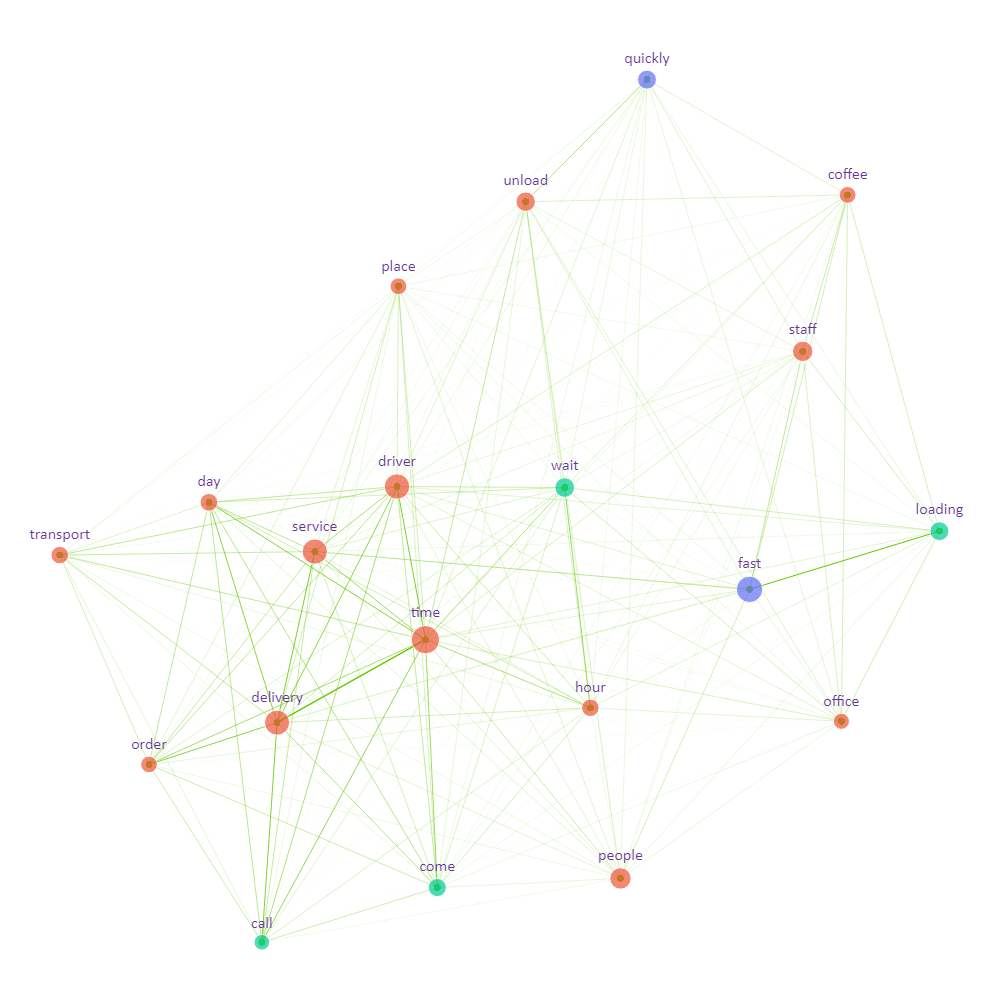 quickly
coffee
unload
place
staff
driver
wait
day
loading
service
transport
fast
time
hour
delivery
office
order
people
come
call